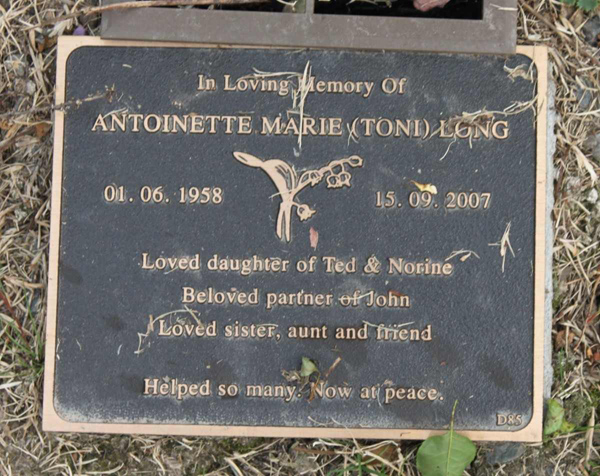 In Loving Memory Of
ANTOINETTE MARIE (TONI) LONG
01. 06. 1958 15. 09. 2007
Loved daughter of Ted & Norine
Beloved partner of John
Loved sister, aunt and friend
Helped so many. Now at peace.
D85